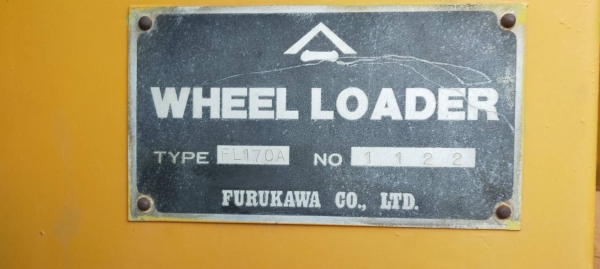 WHEEL LOADER
TYPE FL170A NO 1122
FURUKAWA CO., LTD.